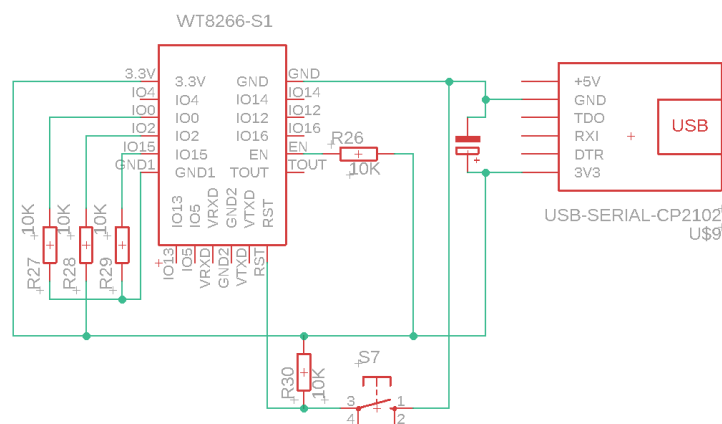 WT8266-S1
3.3V
IO4
IO0
IO2
IO15
GND1
3.3V
IO4
IO0
IO2
IO15
GND1
GND
IO14
IO12
IO16
EN
TOUT
GND
IO14
IO12
IO16
EN
TOUT
IO13
IO5
VRXD
GND2
VTXD
RST
IO13
IO5
VRXD
GND2
VTXD
RST
R26
10K
+5V
GND
TDO
RXI
DTR
3V3
USB
USB-SERIAL-CP2102
U$9
10K
10K
10K
R27
R28
R29
R30
10K
S7
3
1
4
2